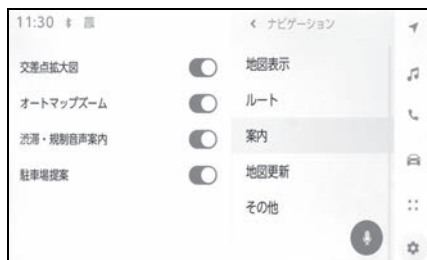 11:30
交差点拡大図
オートマップズーム
渋滞・規制音声案内
駐車場提案
ナビゲーション
地図表示
ルート
案内
地図更新
その他